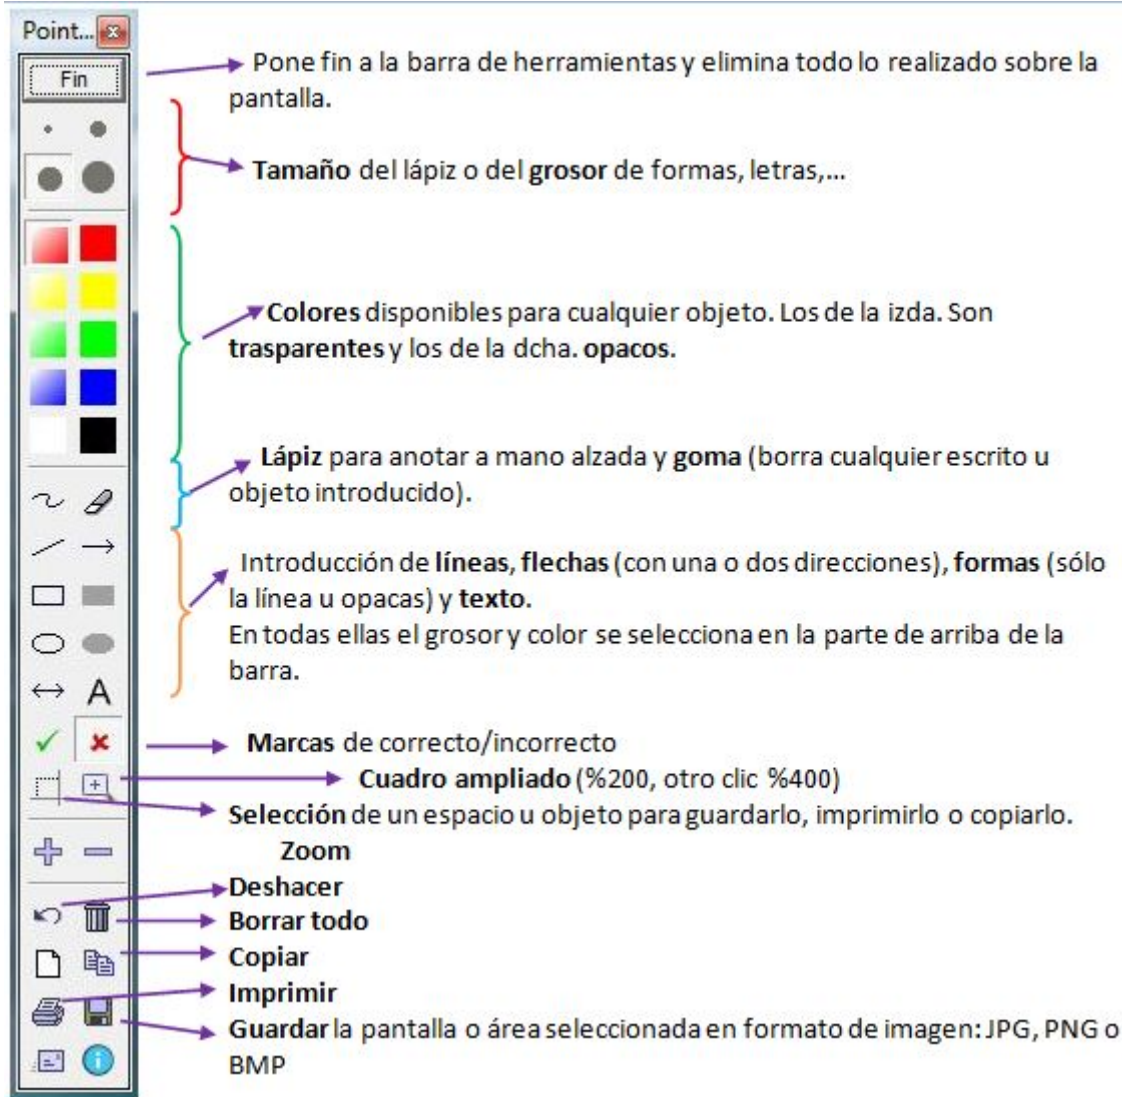 Point...
Fin
Pone fin a la barra de herramientas y elimina todo lo realizado sobre la
pantalla.
Tamaño del lápiz o del grosor de formas, letras,...
Colores disponibles para cualquier objeto. Los de la izda. Son
trasparentes y los de la dcha. opacos.
Lápiz para anotar a mano alzada y goma (borra cualquier escrito u
objeto introducido).
Introducción de líneas, flechas (con una o dos direcciones), formas (sólo
la línea u opacas) y texto.
En todas ellas el grosor y color se selecciona en la parte de arriba de la
barra.
A
Marcas de correcto/incorrecto
Cuadro ampliado (%200, otro clic %400)
Selección de un espacio u objeto para guardarlo, imprimirlo o copiarlo.
Zoom
Deshacer
Borrar todo
Copiar
Imprimir
Guardar la pantalla o área seleccionada en formato de imagen: JPG, PNG o
BMP